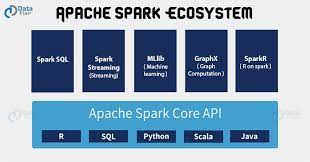 Data
Flair
APACHE SPARK ECOSYSTEM
Spark SQL
Spark
Streaming
(Streaming)
MLlib
( Machine
learning )
GraphX
( Graph
Computation )
SparkR
( R on spark )
Apache Spark Core API
R
SQL
Python
Scala
Java